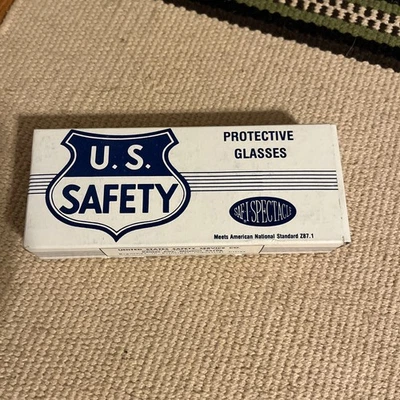 U.S.
SAFETY
PROTECTIVE
GLASSES
SAF.I SPECTACLE
Meets American National Standard Z87.1
UNITED STATES SAFETY SERVICE CO.